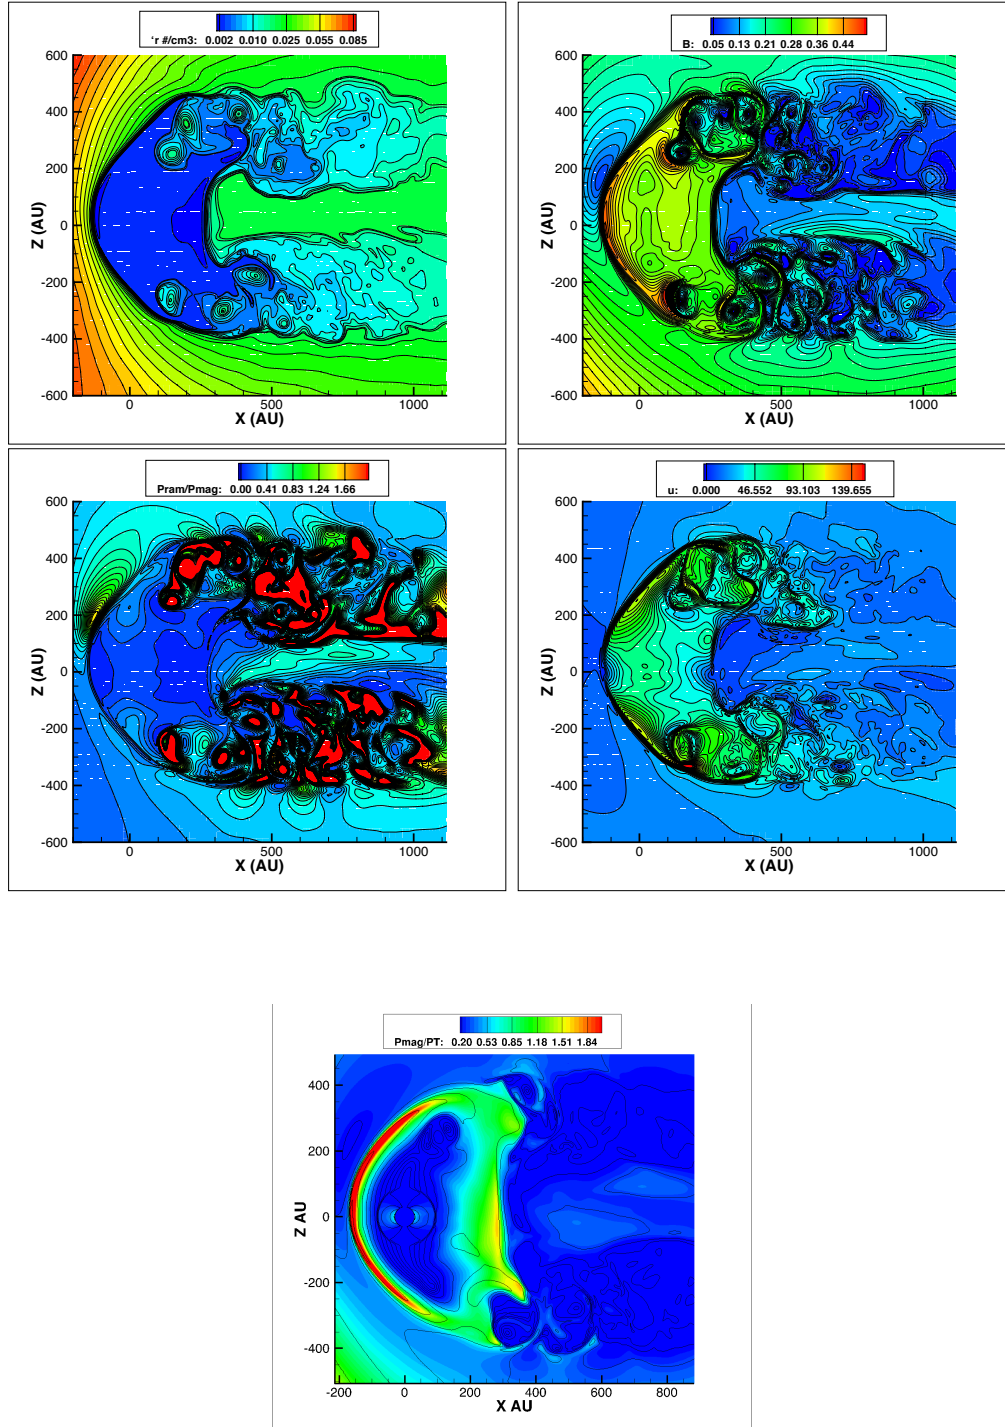 ‘r #/cm3: 0.002 0.010 0.025 0.055 0.085
600
400
200
0
-200
-400
-600
Z (AU)
0 500 1000
X (AU)
B: 0.05 0.13 0.21 0.28 0.36 0.44
600
400
200
0
-200
-400
-600
Z (AU)
0 500 1000
X (AU)
Pram/Pmag: 0.00 0.41 0.83 1.24 1.66
600
400
200
0
-200
-400
-600
Z (AU)
0 500 1000
X (AU)
u: 0.000 46.552 93.103 139.655
600
400
200
0
-200
-400
-600
Z (AU)
0 500 1000
X (AU)
Pmag/PT: 0.20 0.53 0.85 1.18 1.51 1.84
400
200
0
-200
-400
Z AU
-200 0 200 400 600 800
X AU